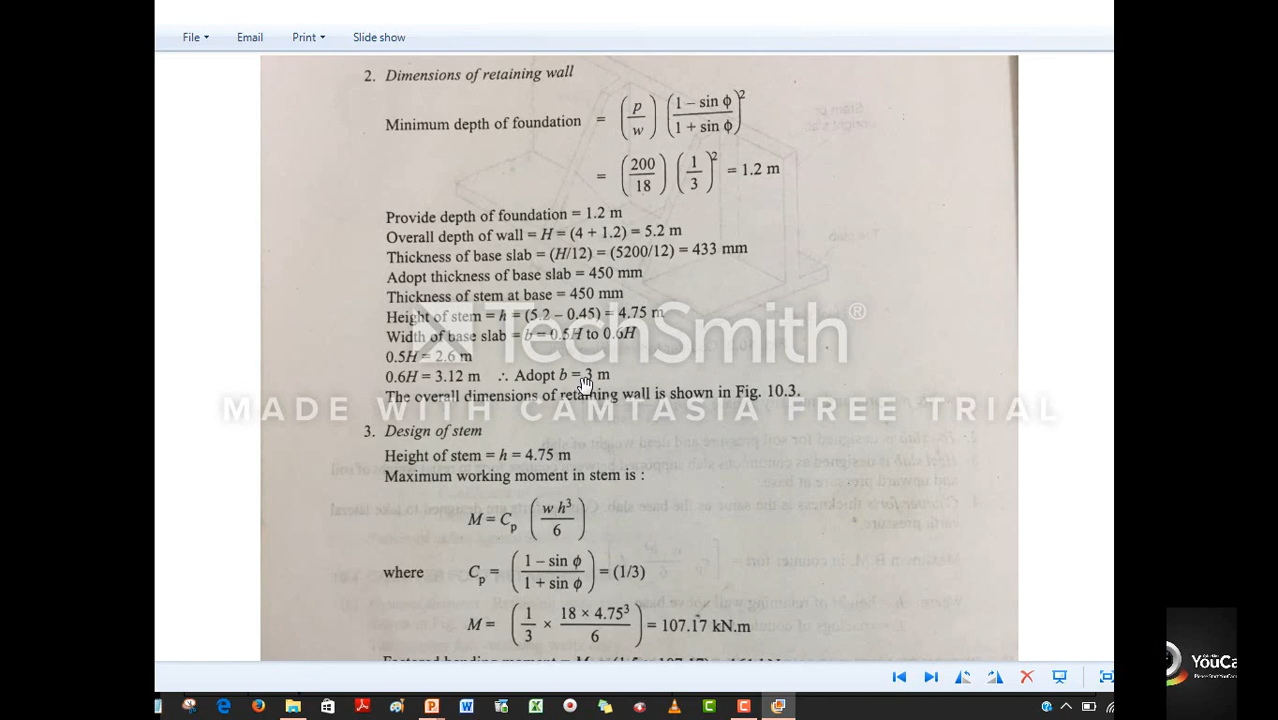 File Email Print Slide show
2. Dimensions of retaining wall
Minimum depth of foundation = (p/w) ((1 – sin ϕ)/(1 + sin ϕ))²
= (200/18) (1/3)² = 1.2 m
Provide depth of foundation = 1.2 m
Overall depth of wall = H = (4 + 1.2) = 5.2 m
Thickness of base slab = (H/12) = (5200/12) = 433 mm
Adopt thickness of base slab = 450 mm
Thickness of stem at base = 450 mm
Height of stem = h = (5.2 – 0.45) = 4.75 m
Width of base slab = b = 0.5H to 0.6H
0.5H = 2.6 m
0.6H = 3.12 m ∴ Adopt b = 3 m
The overall dimensions of retaining wall is shown in Fig. 10.3.
TechSmith®
MADE WITH CAMTASIA FREE TRIAL
3. Design of stem
Height of stem = h = 4.75 m
Maximum working moment in stem is :
M = Cp (w h³/6)
where Cp = ((1 – sin ϕ)/(1 + sin ϕ)) = (1/3)
M = (1/3 × 18 × 4.75³/6) = 107.17 kN.m
YouCa